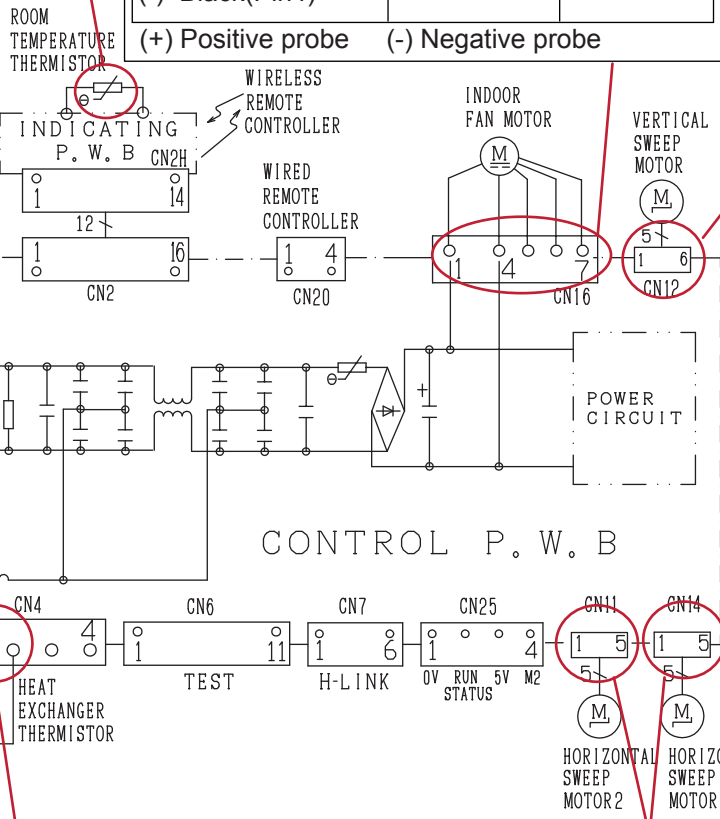 (+) Positive probe (-) Negative probe
ROOM
TEMPERATURE
THERMISTOR
WIRELESS
REMOTE
CONTROLLER
INDICATING
P. W. B CN2H
1 14
12
1 16
CN2
WIRED
REMOTE
CONTROLLER
1 4
CN20
INDOOR
FAN MOTOR
M
1 4 7
CN16
VERTICAL
SWEEP
MOTOR
M
5
1 6
CN12
+
POWER
CIRCUIT
CONTROL P. W. B
CN4
4
HEAT
EXCHANGER
THERMISTOR
CN6
1 11
TEST
CN7
1 6
H-LINK
CN25
1 4
0V RUN 5V M2
STATUS
CN11
1 5
5
M
HORIZONTAL
SWEEP
MOTOR2
CN14
1 5
5
M
SWEEP
MOTOR